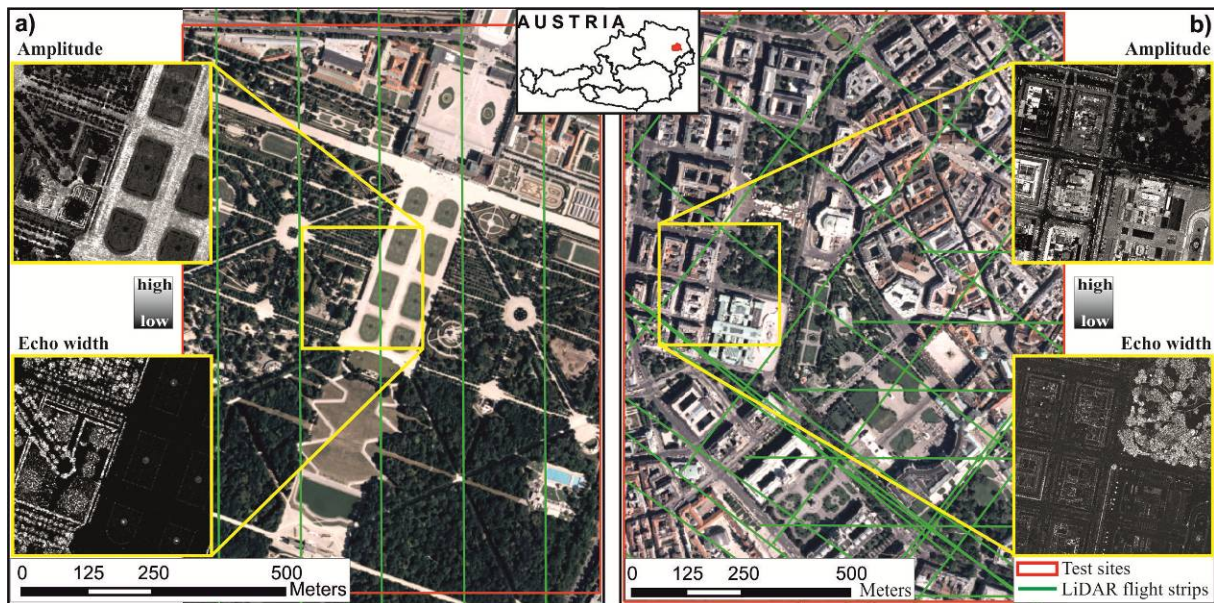 a)
Amplitude
high
low
Echo width
0 125 250 500
Meters
AUSTRIA
b)
Amplitude
high
low
Echo width
0 125 250 500
Meters
Test sites
LiDAR flight strips